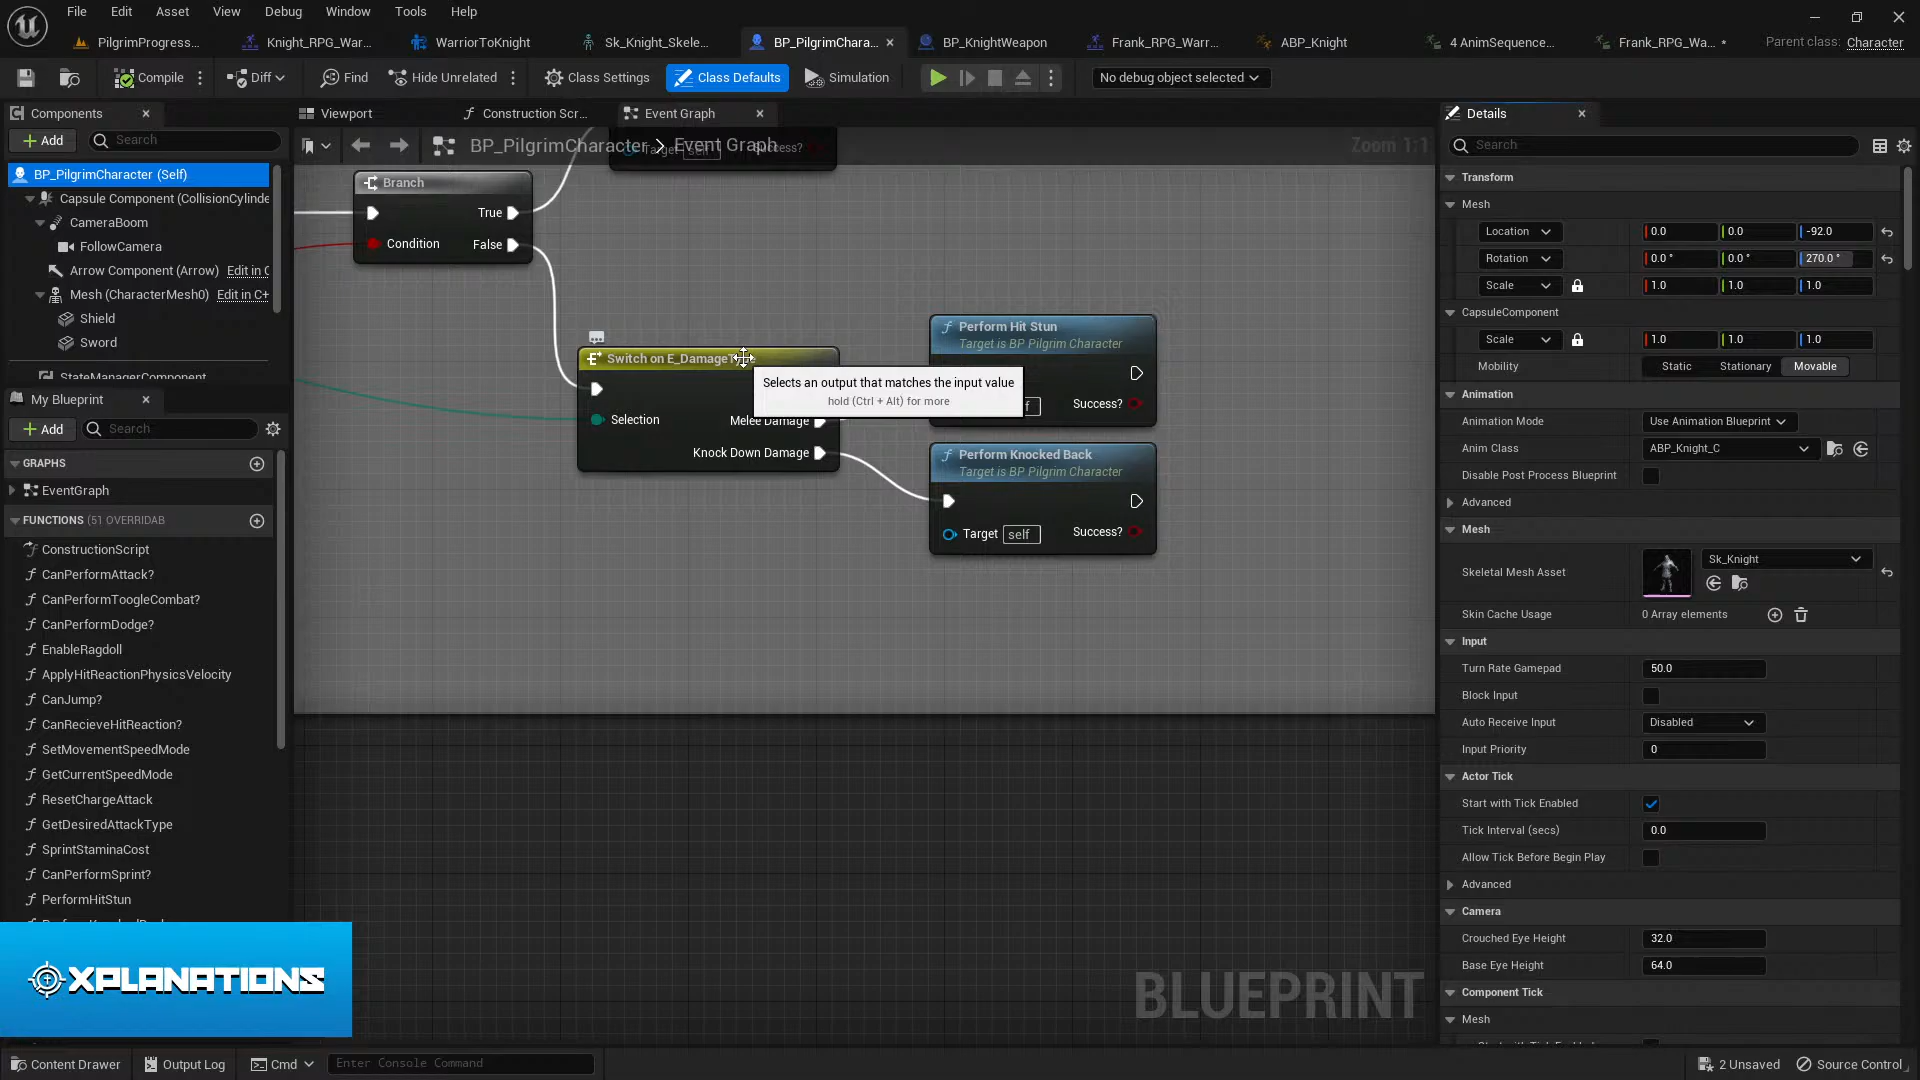 File Edit Asset View Debug Window Tools Help
PilgrimProgress... Knight_RPG_War... WarriorToKnight Sk_Knight_Skele... BP_PilgrimChara... BP_KnightWeapon Frank_RPG_Warr... ABP_Knight 4 AnimSequence... Frank_RPG_Wa... * Parent class: Character
Compile Diff Find Hide Unrelated Class Settings Class Defaults Simulation No debug object selected
Components Viewport Construction Scr... Event Graph Details
Add Search BP_PilgrimCharacter > Event Graph Zoom 1:1 Search
Target self Success?
BP_PilgrimCharacter (Self)
Capsule Component (CollisionCylinde
CameraBoom
FollowCamera
Arrow Component (Arrow) Edit in C
Mesh (CharacterMesh0) Edit in C+
Shield
Sword
StateManagerComponent
My Blueprint
Add Search
GRAPHS
EventGraph
FUNCTIONS (51 OVERRIDAB
ConstructionScript
CanPerformAttack?
CanPerformToogleCombat?
CanPerformDodge?
EnableRagdoll
ApplyHitReactionPhysicsVelocity
CanJump?
CanRecieveHitReaction?
SetMovementSpeedMode
GetCurrentSpeedMode
ResetChargeAttack
GetDesiredAttackType
SprintStaminaCost
CanPerformSprint?
PerformHitStun
XPLANATIONS
Branch
True
Condition False
Switch on E_DamageType
Selects an output that matches the input value
hold (Ctrl + Alt) for more
Selection Melee Damage
Knock Down Damage
Perform Hit Stun
Target is BP Pilgrim Character
Success?
Perform Knocked Back
Target is BP Pilgrim Character
Target self Success?
BLUEPRINT
Transform
Mesh
Location 0.0 0.0 -92.0
Rotation 0.0 ° 0.0 ° 270.0 °
Scale 1.0 1.0 1.0
CapsuleComponent
Scale 1.0 1.0 1.0
Mobility Static Stationary Movable
Animation
Animation Mode Use Animation Blueprint
Anim Class ABP_Knight_C
Disable Post Process Blueprint
Advanced
Mesh
Skeletal Mesh Asset Sk_Knight
Skin Cache Usage 0 Array elements
Input
Turn Rate Gamepad 50.0
Block Input
Auto Receive Input Disabled
Input Priority 0
Actor Tick
Start with Tick Enabled
Tick Interval (secs) 0.0
Allow Tick Before Begin Play
Advanced
Camera
Crouched Eye Height 32.0
Base Eye Height 64.0
Component Tick
Mesh
Content Drawer Output Log Cmd Enter Console Command 2 Unsaved Source Control